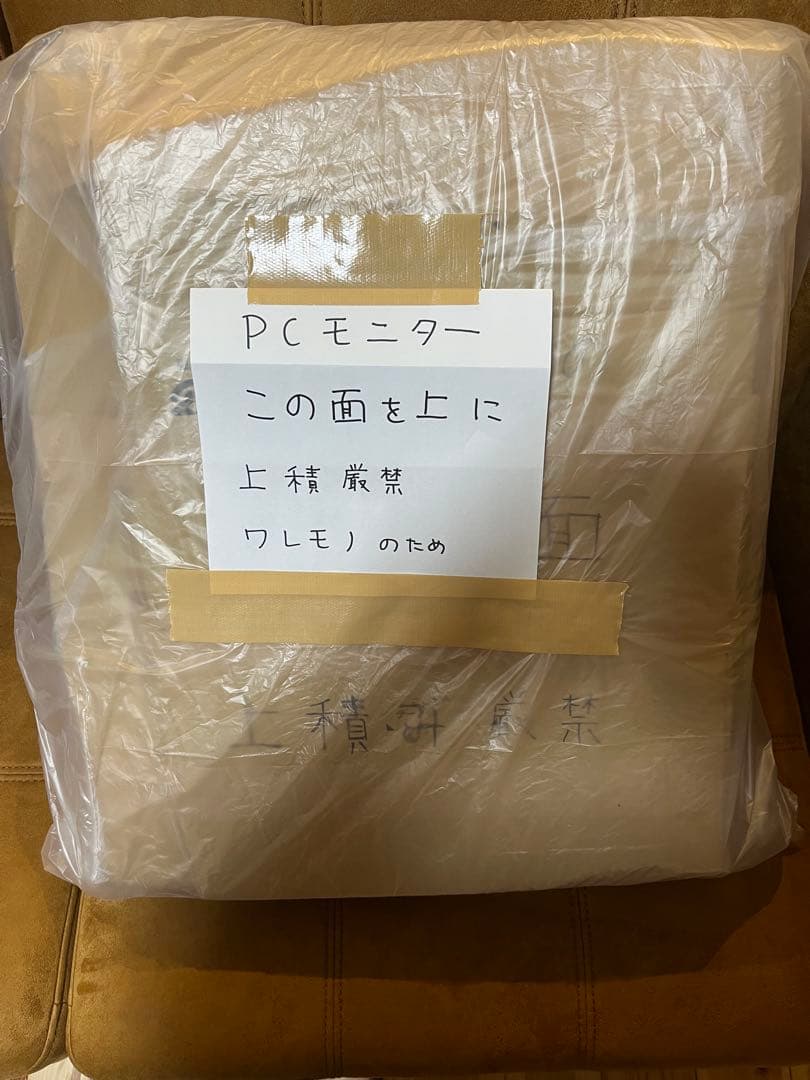 PCモニター
この面を上に
上積厳禁
ワレモノのため
面
上積み厳禁